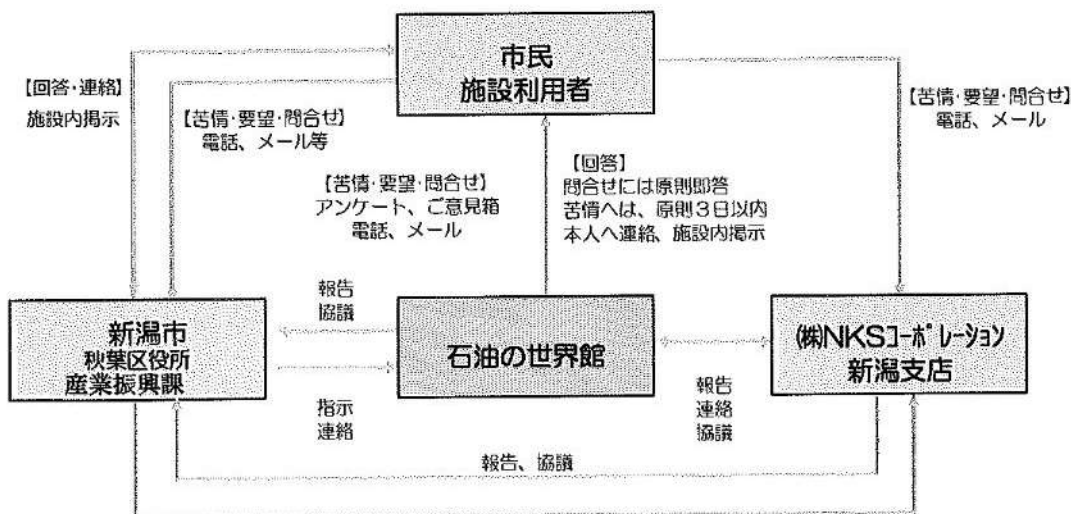 市民
施設利用者
【回答・連絡】
施設内掲示
【苦情・要望・問合せ】
電話、メール等
【苦情・要望・問合せ】
電話、メール
【苦情・要望・問合せ】
アンケート、ご意見箱
電話、メール
【回答】
問合せには原則即答
苦情へは、原則3日以内
本人へ連絡、施設内掲示
報告
協議
新潟市
秋葉区役所
産業振興課
石油の世界館
㈱NKSコーポレーション
新潟支店
指示
連絡
報告
連絡
協議
報告、協議